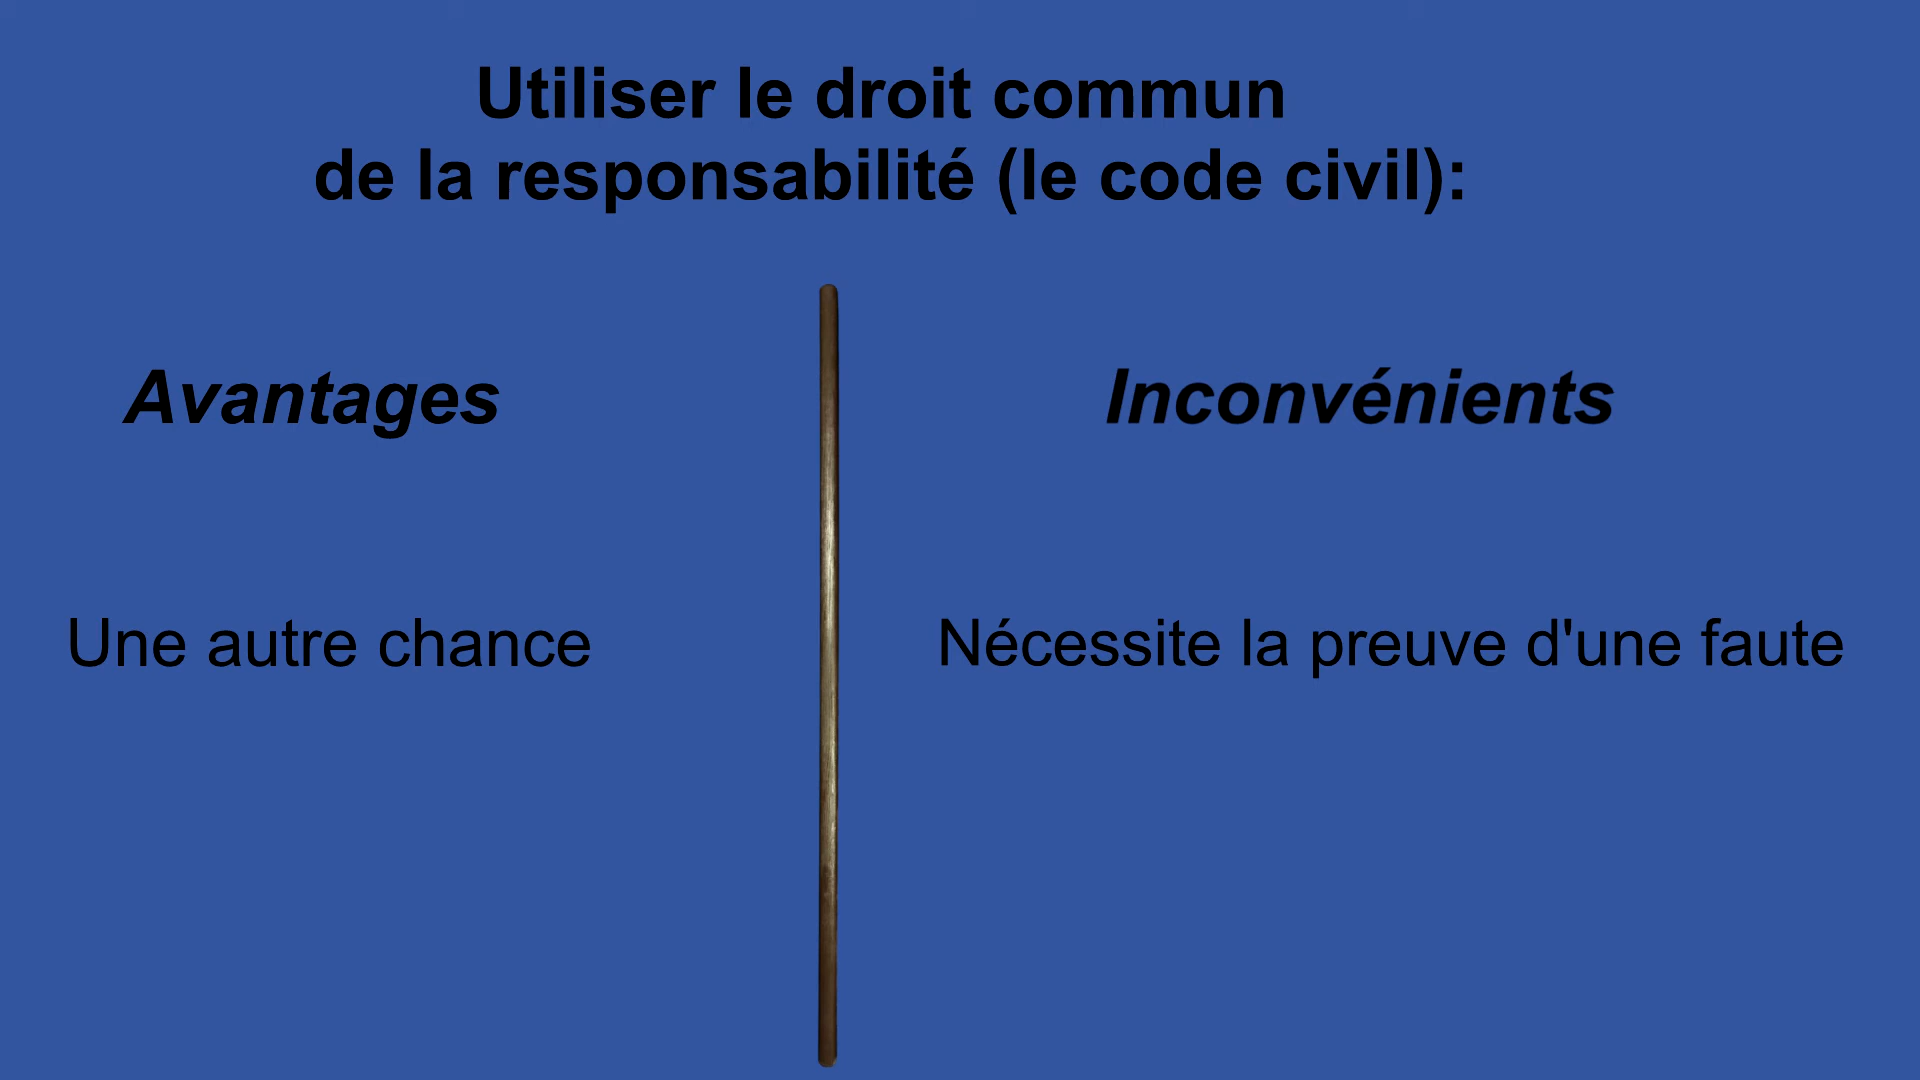 Utiliser le droit commun
de la responsabilité (le code civil):
Avantages
Inconvénients
Une autre chance
Nécessite la preuve d'une faute